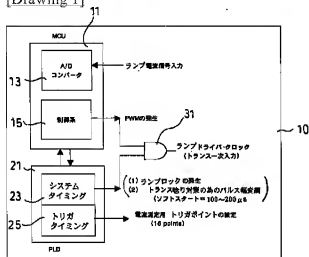 [Drawing 1]
11
MCU
A/D
コンバータ
13
ランプ電流信号入力
制御系
15
PWMの発生
31
10
ランプドライバークロック
(トランス一次入力)
21
システム
タイミング
23
(1) ランプロックの発生
(2) トランス唸り対策の為のパルス幅変調
(ソフトスタート=100~200μs
トリガ
タイミング
25
電流測定用 トリガポイントの設定
(16 points)
PLD